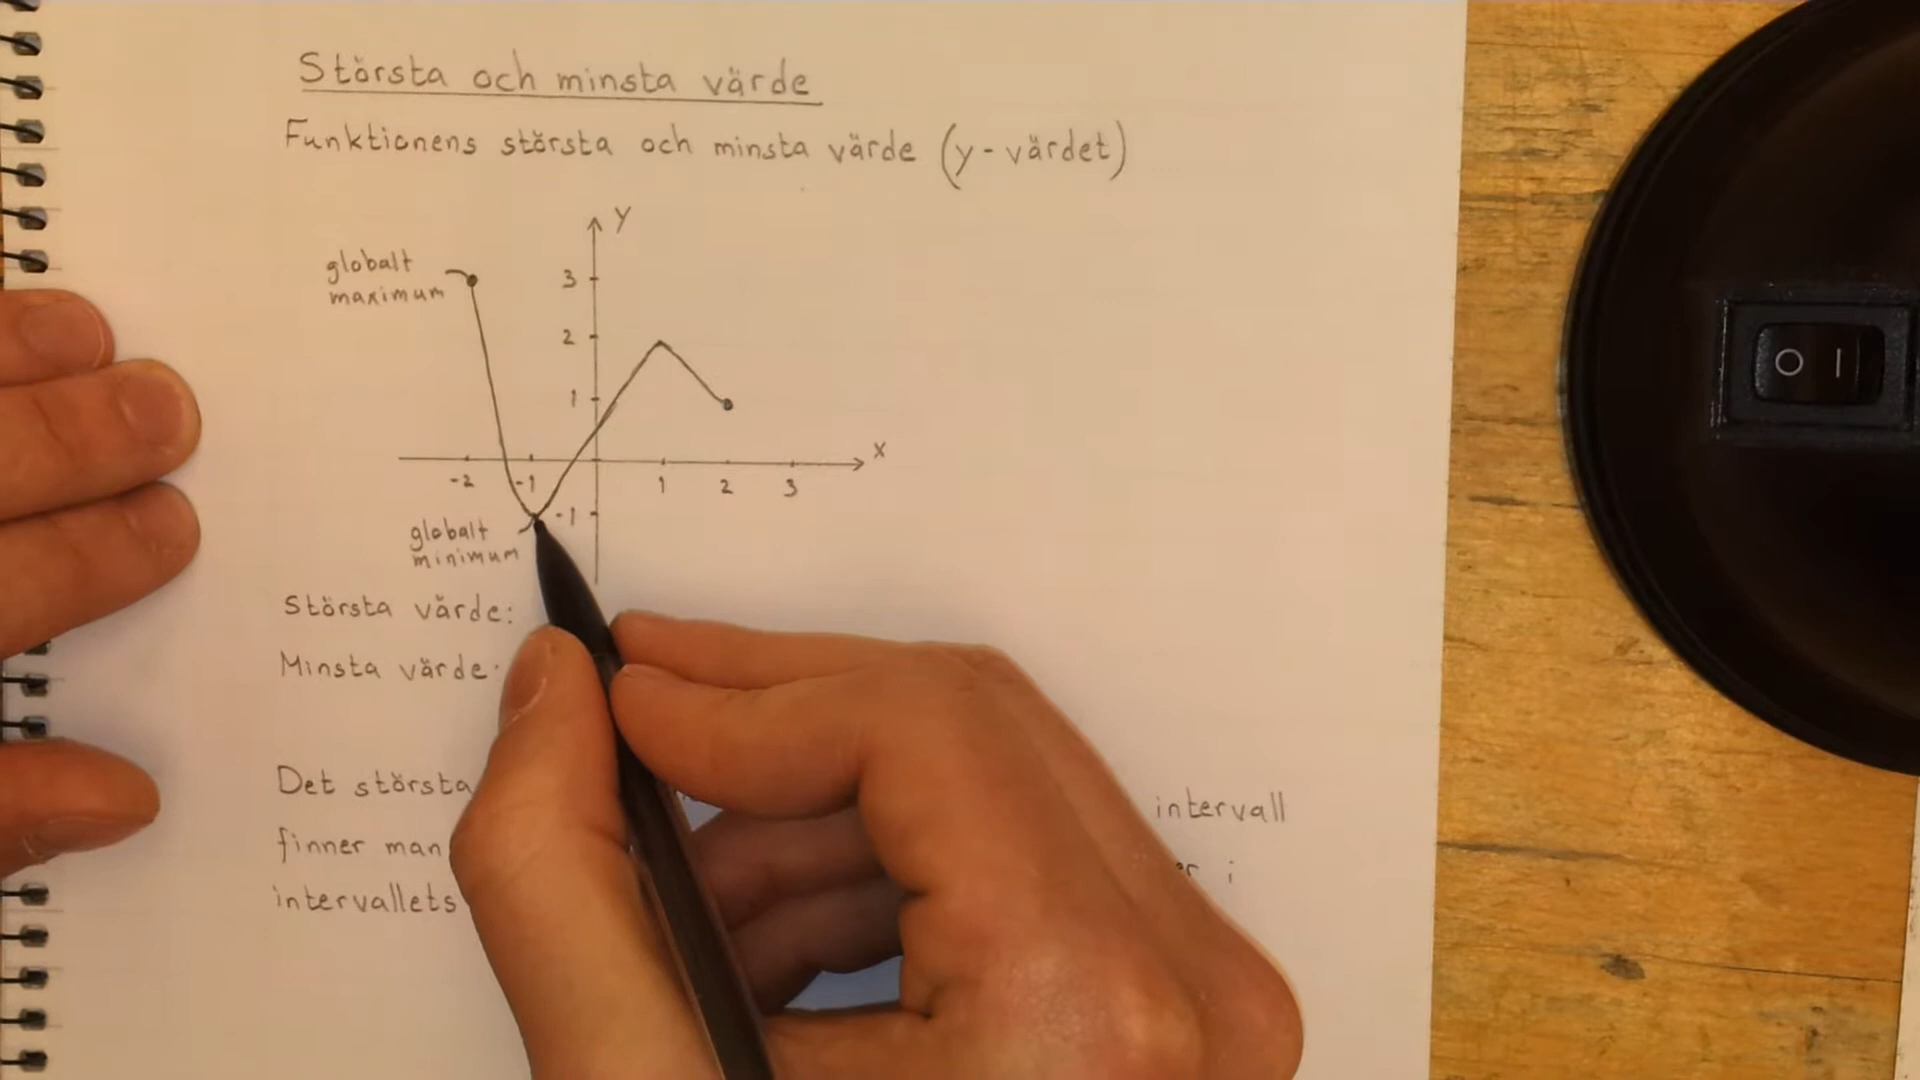 Största och minsta värde
Funktionens största och minsta värde (y-värdet)
y
globalt
maximum
3
2
1
x
-2
-1
1
2
3
-1
globalt
minimum
Största värde:
Minsta värde:
Det största intervall
finner man i
intervallets
O I